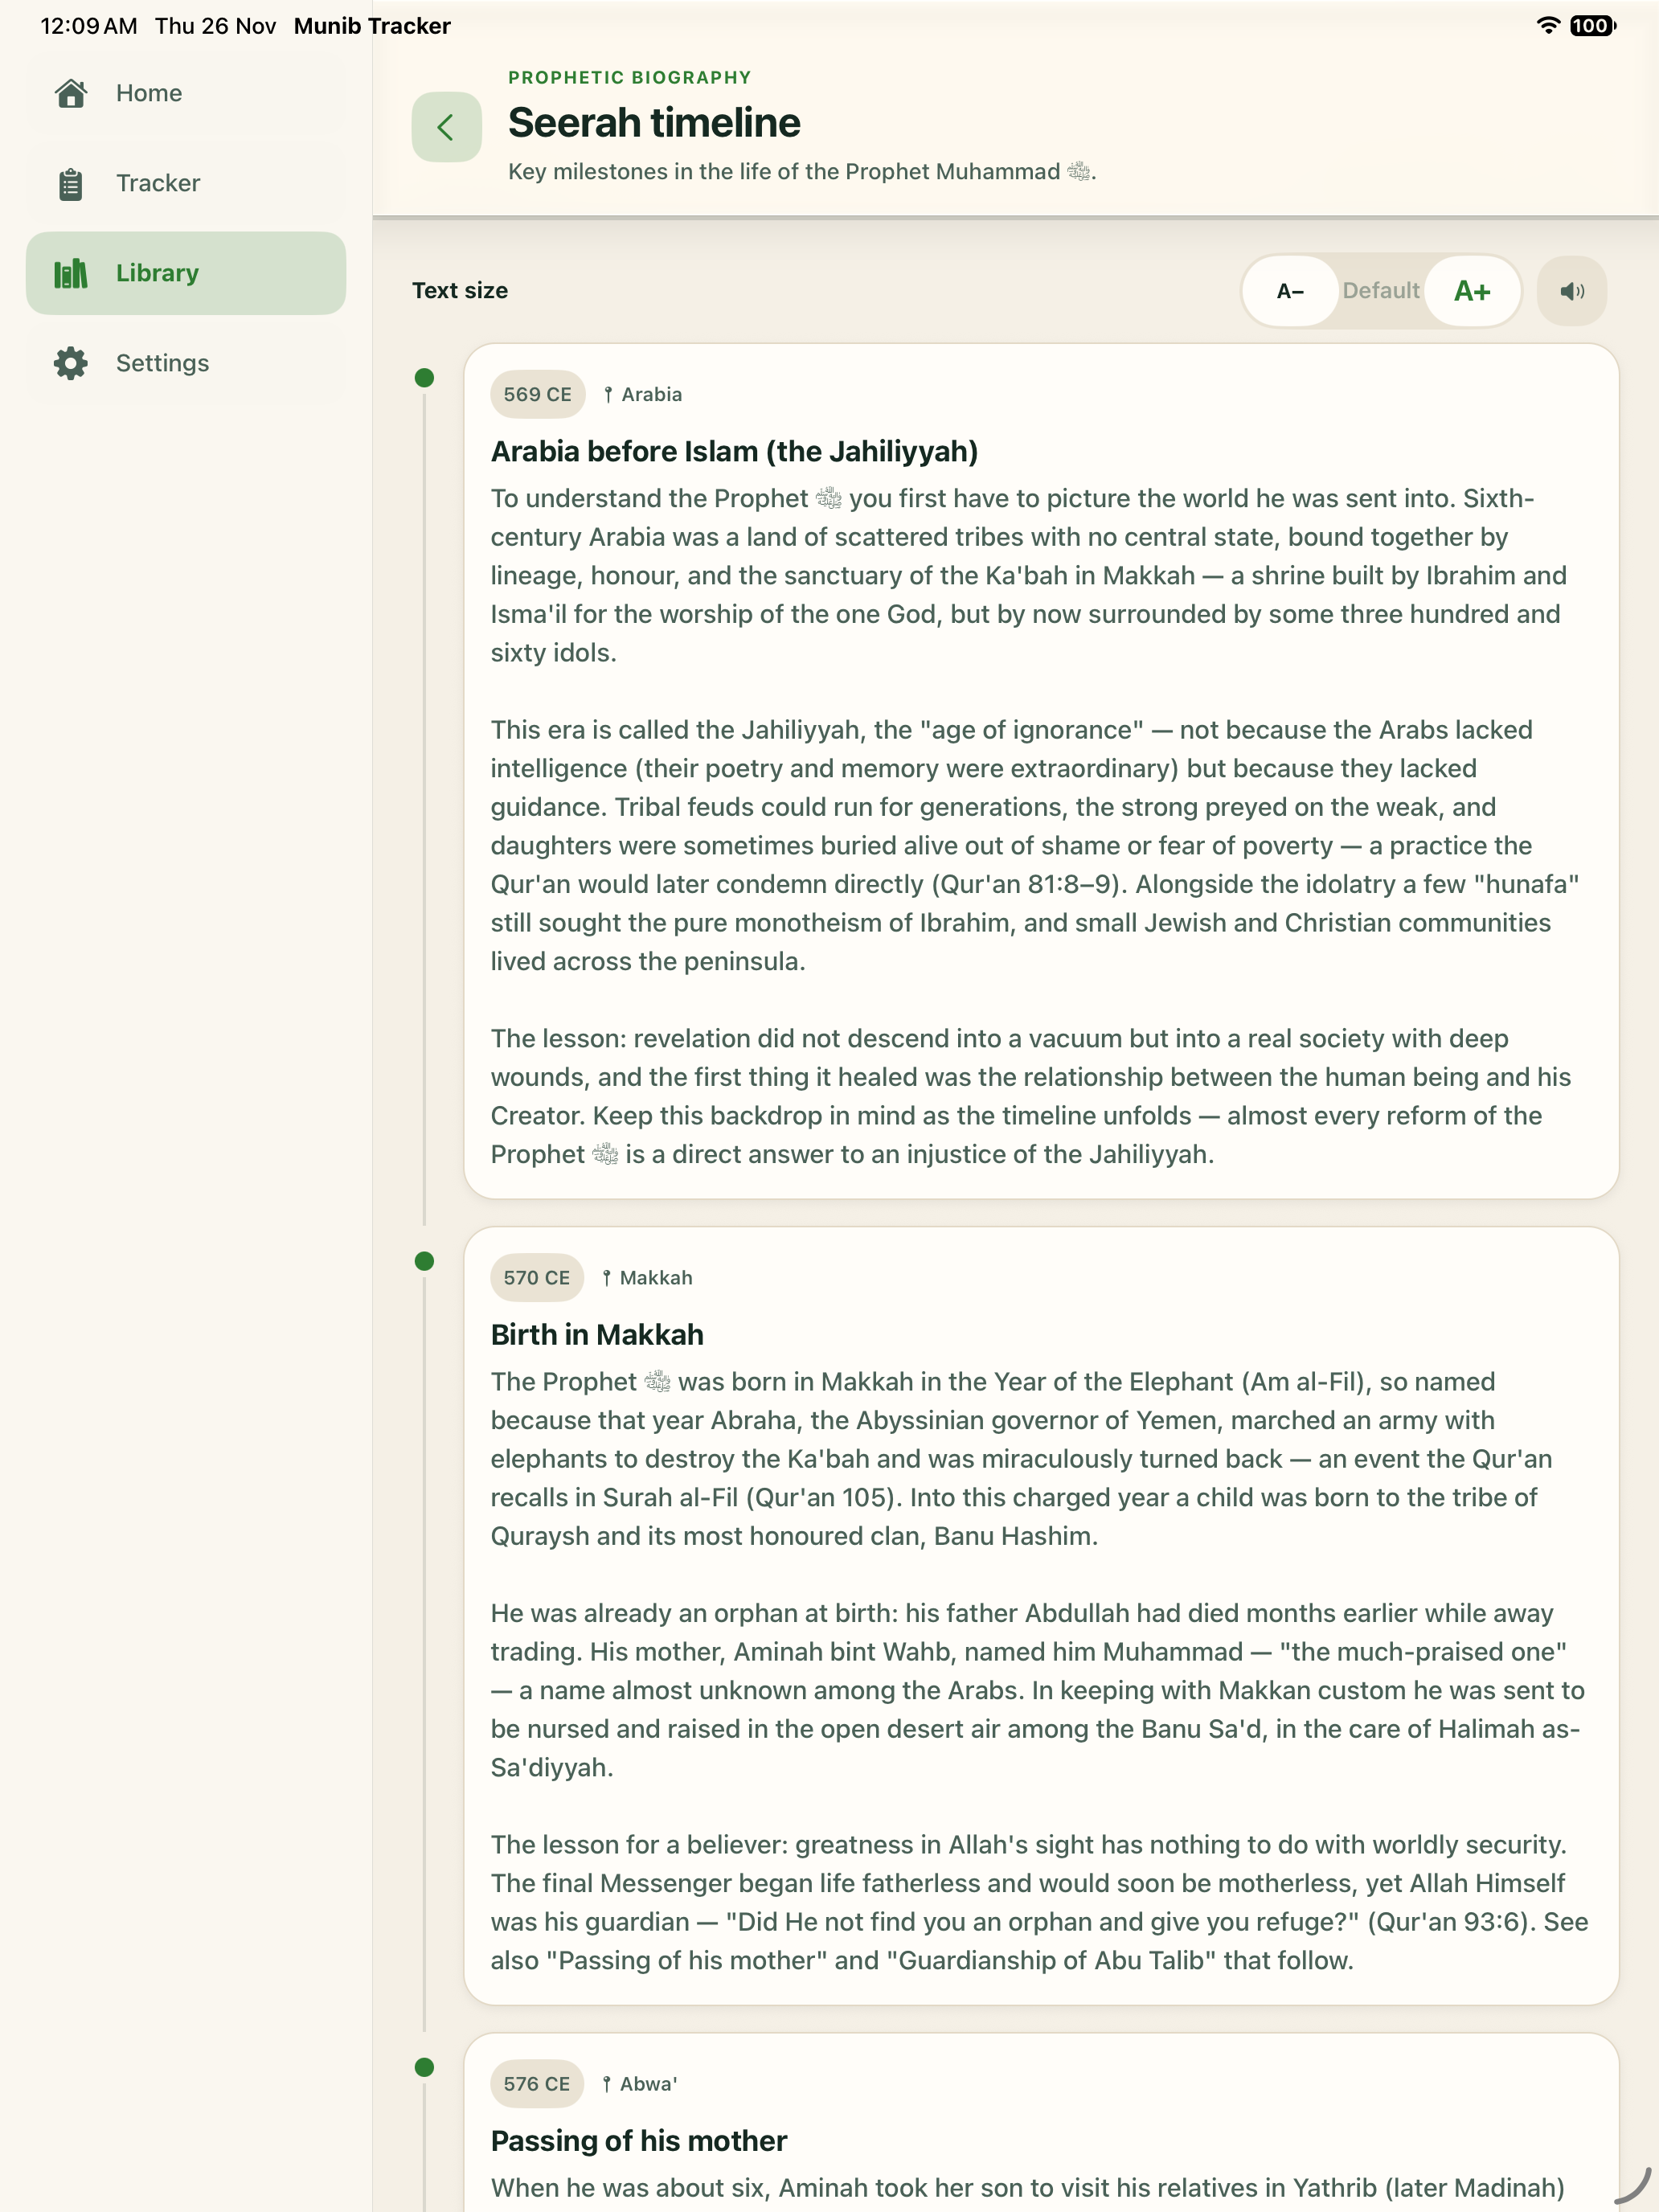 12:09 AM Thu 26 Nov Munib Tracker
100
Home
Tracker
Library
Settings
PROPHETIC BIOGRAPHY
Seerah timeline
Key milestones in the life of the Prophet Muhammad ﷺ.
Text size
A− Default A+
569 CE Arabia
Arabia before Islam (the Jahiliyyah)
To understand the Prophet ﷺ you first have to picture the world he was sent into. Sixth-
century Arabia was a land of scattered tribes with no central state, bound together by
lineage, honour, and the sanctuary of the Ka'bah in Makkah — a shrine built by Ibrahim and
Isma'il for the worship of the one God, but by now surrounded by some three hundred and
sixty idols.
This era is called the Jahiliyyah, the "age of ignorance" — not because the Arabs lacked
intelligence (their poetry and memory were extraordinary) but because they lacked
guidance. Tribal feuds could run for generations, the strong preyed on the weak, and
daughters were sometimes buried alive out of shame or fear of poverty — a practice the
Qur'an would later condemn directly (Qur'an 81:8–9). Alongside the idolatry a few "hunafa"
still sought the pure monotheism of Ibrahim, and small Jewish and Christian communities
lived across the peninsula.
The lesson: revelation did not descend into a vacuum but into a real society with deep
wounds, and the first thing it healed was the relationship between the human being and his
Creator. Keep this backdrop in mind as the timeline unfolds — almost every reform of the
Prophet ﷺ is a direct answer to an injustice of the Jahiliyyah.
570 CE Makkah
Birth in Makkah
The Prophet ﷺ was born in Makkah in the Year of the Elephant (Am al-Fil), so named
because that year Abraha, the Abyssinian governor of Yemen, marched an army with
elephants to destroy the Ka'bah and was miraculously turned back — an event the Qur'an
recalls in Surah al-Fil (Qur'an 105). Into this charged year a child was born to the tribe of
Quraysh and its most honoured clan, Banu Hashim.
He was already an orphan at birth: his father Abdullah had died months earlier while away
trading. His mother, Aminah bint Wahb, named him Muhammad — "the much-praised one"
— a name almost unknown among the Arabs. In keeping with Makkan custom he was sent to
be nursed and raised in the open desert air among the Banu Sa'd, in the care of Halimah as-
Sa'diyyah.
The lesson for a believer: greatness in Allah's sight has nothing to do with worldly security.
The final Messenger began life fatherless and would soon be motherless, yet Allah Himself
was his guardian — "Did He not find you an orphan and give you refuge?" (Qur'an 93:6). See
also "Passing of his mother" and "Guardianship of Abu Talib" that follow.
576 CE Abwa'
Passing of his mother
When he was about six, Aminah took her son to visit his relatives in Yathrib (later Madinah)